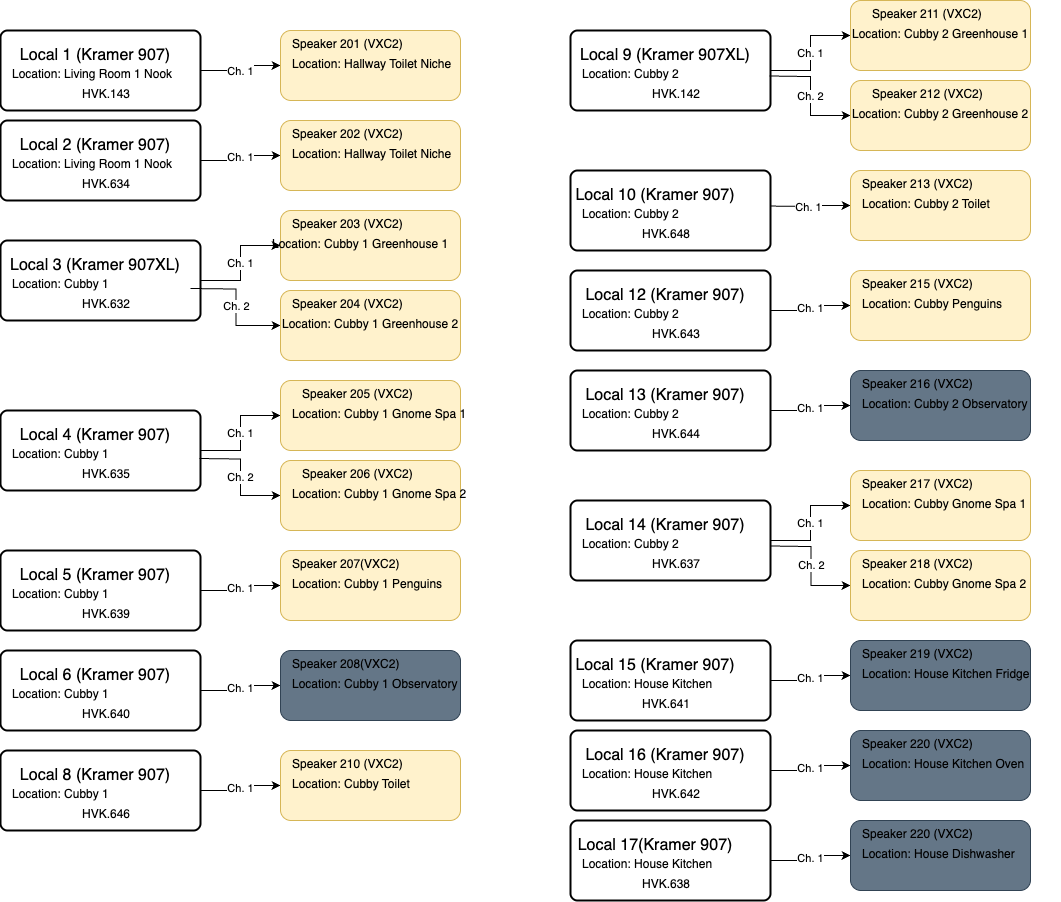 Local 1 (Kramer 907)
Location: Living Room 1 Nook
HVK.143
Ch. 1
Speaker 201 (VXC2)
Location: Hallway Toilet Niche
Local 2 (Kramer 907)
Location: Living Room 1 Nook
HVK.634
Ch. 1
Speaker 202 (VXC2)
Location: Hallway Toilet Niche
Local 3 (Kramer 907XL)
Location: Cubby 1
HVK.632
Ch. 1
Speaker 203 (VXC2)
Location: Cubby 1 Greenhouse 1
Ch. 2
Speaker 204 (VXC2)
Location: Cubby 1 Greenhouse 2
Local 4 (Kramer 907)
Location: Cubby 1
HVK.635
Ch. 1
Speaker 205 (VXC2)
Location: Cubby 1 Gnome Spa 1
Ch. 2
Speaker 206 (VXC2)
Location: Cubby 1 Gnome Spa 2
Local 5 (Kramer 907)
Location: Cubby 1
HVK.639
Ch. 1
Speaker 207(VXC2)
Location: Cubby 1 Penguins
Local 6 (Kramer 907)
Location: Cubby 1
HVK.640
Ch. 1
Speaker 208(VXC2)
Location: Cubby 1 Observatory
Local 8 (Kramer 907)
Location: Cubby 1
HVK.646
Ch. 1
Speaker 210 (VXC2)
Location: Cubby Toilet
Local 9 (Kramer 907XL)
Location: Cubby 2
HVK.142
Ch. 1
Speaker 211 (VXC2)
Location: Cubby 2 Greenhouse 1
Ch. 2
Speaker 212 (VXC2)
Location: Cubby 2 Greenhouse 2
Local 10 (Kramer 907)
Location: Cubby 2
HVK.648
Ch. 1
Speaker 213 (VXC2)
Location: Cubby 2 Toilet
Local 12 (Kramer 907)
Location: Cubby 2
HVK.643
Ch. 1
Speaker 215 (VXC2)
Location: Cubby Penguins
Local 13 (Kramer 907)
Location: Cubby 2
HVK.644
Ch. 1
Speaker 216 (VXC2)
Location: Cubby 2 Observatory
Local 14 (Kramer 907)
Location: Cubby 2
HVK.637
Ch. 1
Speaker 217 (VXC2)
Location: Cubby Gnome Spa 1
Ch. 2
Speaker 218 (VXC2)
Location: Cubby Gnome Spa 2
Local 15 (Kramer 907)
Location: House Kitchen
HVK.641
Ch. 1
Speaker 219 (VXC2)
Location: House Kitchen Fridge
Local 16 (Kramer 907)
Location: House Kitchen
HVK.642
Ch. 1
Speaker 220 (VXC2)
Location: House Kitchen Oven
Local 17(Kramer 907)
Location: House Kitchen
HVK.638
Ch. 1
Speaker 220 (VXC2)
Location: House Dishwasher